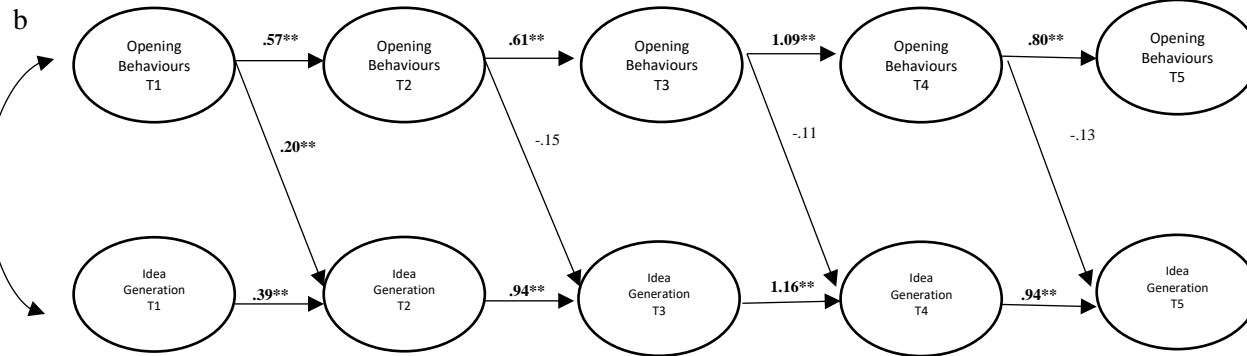 b
Opening
Behaviours
T1
.57**
Opening
Behaviours
T2
.61**
Opening
Behaviours
T3
1.09**
Opening
Behaviours
T4
.80**
Opening
Behaviours
T5
.20**
-.15
-.11
-.13
Idea
Generation
T1
.39**
Idea
Generation
T2
.94**
Idea
Generation
T3
1.16**
Idea
Generation
T4
.94**
Idea
Generation
T5